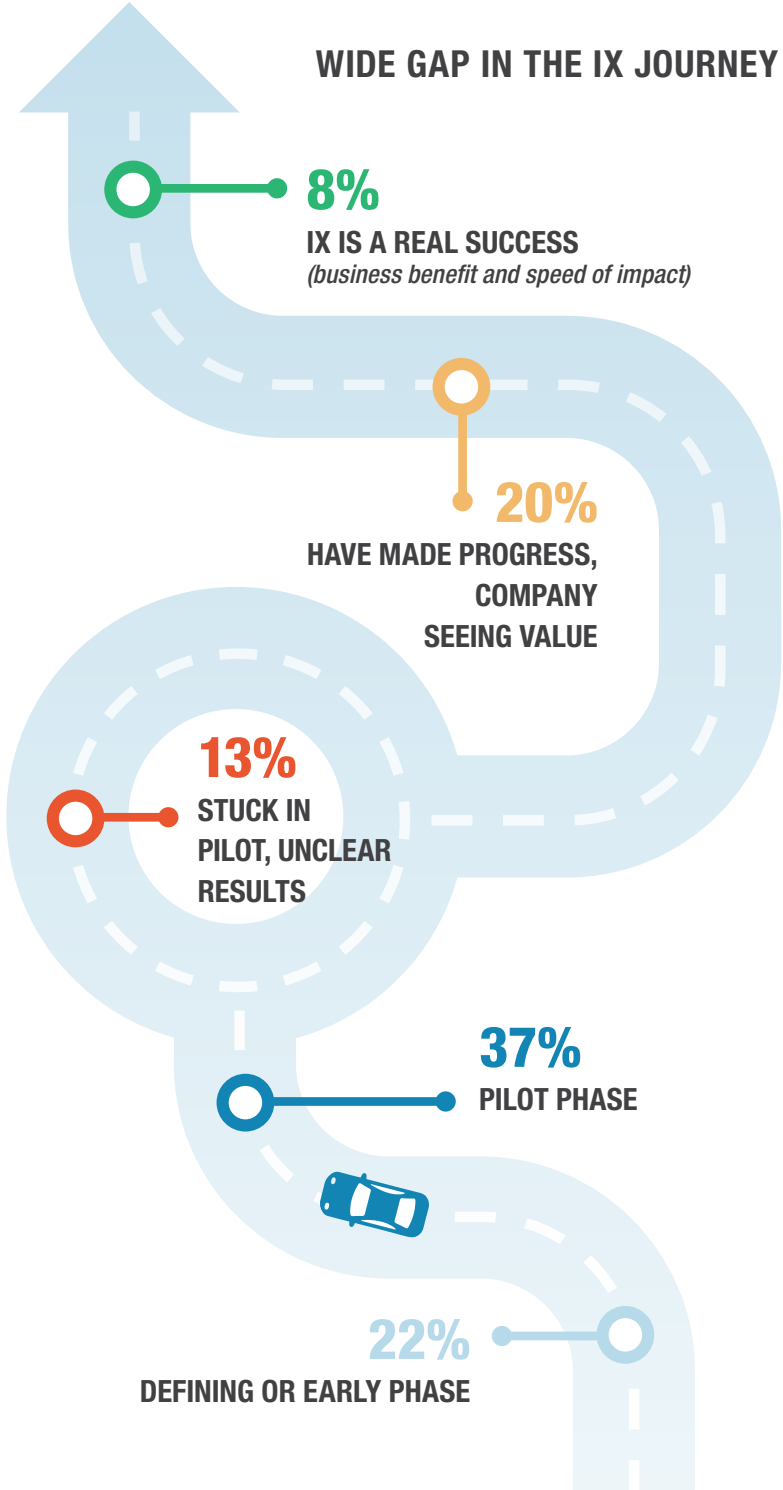 WIDE GAP IN THE IX JOURNEY
8%
IX IS A REAL SUCCESS
(business benefit and speed of impact)
20%
HAVE MADE PROGRESS,
COMPANY
SEEING VALUE
13%
STUCK IN
PILOT, UNCLEAR
RESULTS
37%
PILOT PHASE
22%
DEFINING OR EARLY PHASE